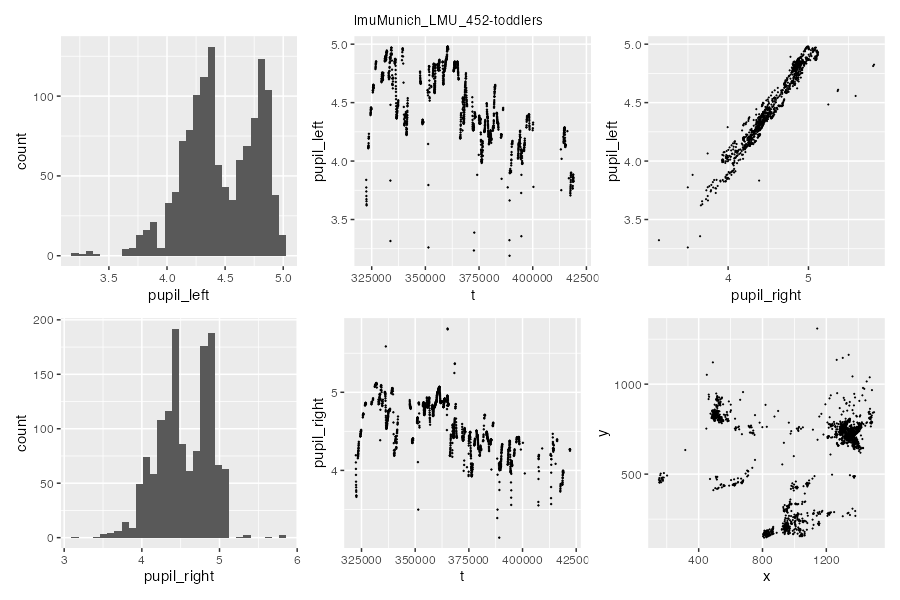 lmuMunich_LMU_452-toddlers
count
100
50
0
3.5 4.0 4.5 5.0
pupil_left
pupil_left
5.0
4.5
4.0
3.5
325000 350000 375000 400000 42500
t
pupil_left
5.0
4.5
4.0
3.5
4 5
pupil_right
count
200
150
100
50
0
3 4 5 6
pupil_right
pupil_right
5
4
325000 350000 375000 400000 42500
t
y
1000
500
400 800 1200
x